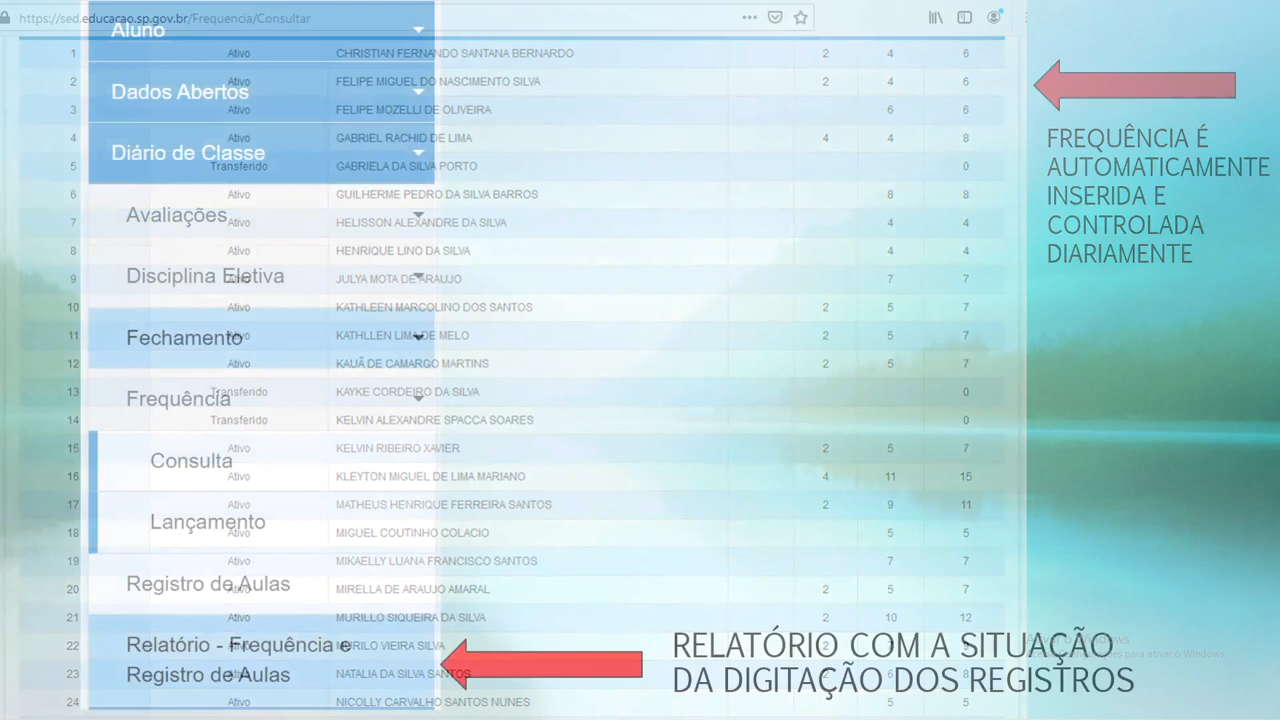 https://sed.educacao.sp.gov.br/Frequencia/Consultar
Aluno
Dados Abertos
Diário de Classe
Avaliações
Disciplina Eletiva
Fechamento
Frequência
Consulta
Lançamento
Registro de Aulas
Relatório - Frequência e
Registro de Aulas
1 Ativo CHRISTIAN FERNANDO SANTANA BERNARDO 2 4 6
2 Ativo FELIPE MIGUEL DO NASCIMENTO SILVA 2 4 6
3 Ativo FELIPE MOZELLI DE OLIVEIRA 6 6
4 Ativo GABRIEL RACHID DE LIMA 4 4 8
5 Transferido GABRIELA DA SILVA PORTO 0
6 Ativo GUILHERME PEDRO DA SILVA BARROS 8 8
7 Ativo HELISSON ALEXANDRE DA SILVA 4 4
8 Ativo HENRIQUE LINO DA SILVA 4 4
9 Ativo JULYA MOTA DE ARAUJO 7 7
10 Ativo KATHLEEN MARCOLINO DOS SANTOS 2 5 7
11 Ativo KATHLLEN LIMA DE MELO 2 5 7
12 Ativo KAUÃ DE CAMARGO MARTINS 2 5 7
13 Transferido KAYKE CORDEIRO DA SILVA 0
14 Transferido KELVIN ALEXANDRE SPACCA SOARES 0
15 Ativo KELVIN RIBEIRO XAVIER 2 5 7
16 Ativo KLEYTON MIGUEL DE LIMA MARIANO 4 11 15
17 Ativo MATHEUS HENRIQUE FERREIRA SANTOS 2 9 11
18 Ativo MIGUEL COUTINHO COLACIO 5 5
19 Ativo MIKAELLY LUANA FRANCISCO SANTOS 7 7
20 Ativo MIRELLA DE ARAUJO AMARAL 2 5 7
21 Ativo MURILLO SIQUEIRA DA SILVA 2 10 12
22 Ativo MURILO VIEIRA SILVA 2
23 Ativo NATALIA DA SILVA SANTOS 2 6 8
24 Ativo NICOLLY CARVALHO SANTOS NUNES 5 5
FREQUÊNCIA É
AUTOMATICAMENTE
INSERIDA E
CONTROLADA
DIARIAMENTE
RELATÓRIO COM A SITUAÇÃO
DA DIGITAÇÃO DOS REGISTROS
Ativar o Windows
para ativar o Windows.